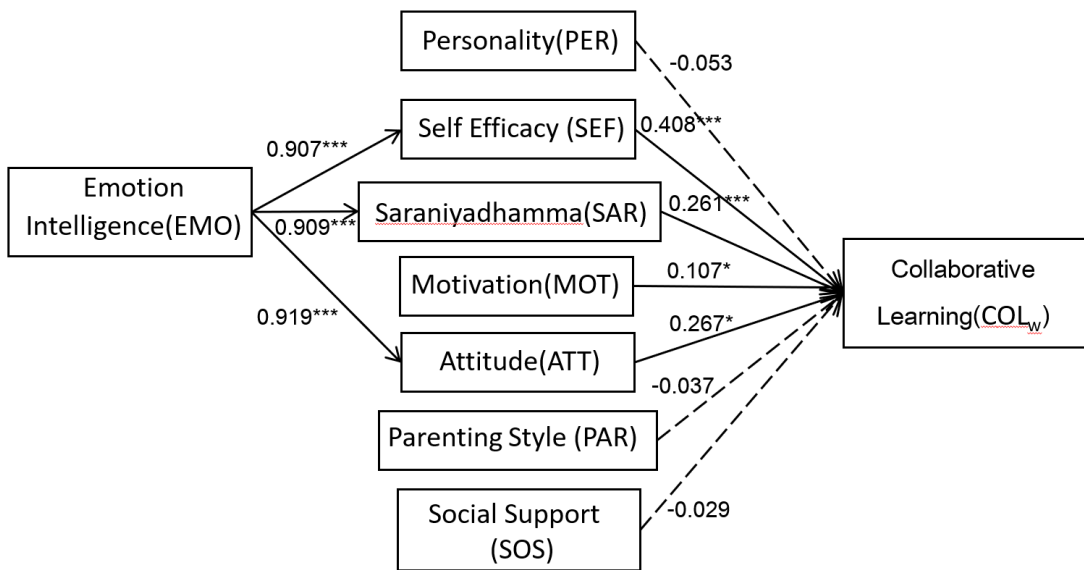 Personality(PER)
-0.053
Self Efficacy (SEF)
0.408***
0.907***
Emotion
Intelligence(EMO)
0.909***
Saraniyadhamma(SAR)
0.261***
Motivation(MOT)
0.107*
Collaborative
Learning(COLw)
0.919***
Attitude(ATT)
0.267*
-0.037
Parenting Style (PAR)
Social Support
(SOS)
-0.029